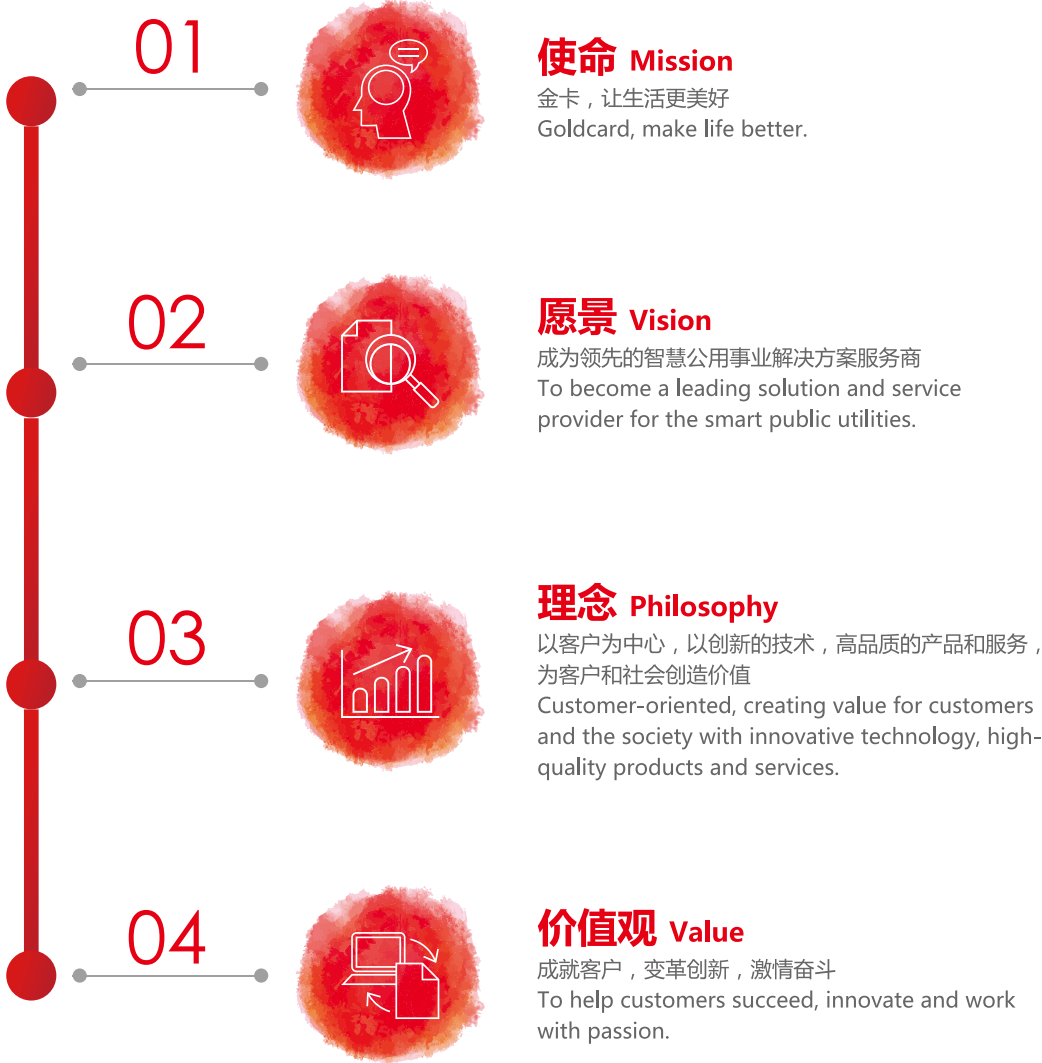 01
使命 Mission
金卡，让生活更美好
Goldcard, make life better.
02
愿景 Vision
成为领先的智慧公用事业解决方案服务商
To become a leading solution and service
provider for the smart public utilities.
03
理念 Philosophy
以客户为中心，以创新的技术，高品质的产品和服务，
为客户和社会创造价值
Customer-oriented, creating value for customers
and the society with innovative technology, high-
quality products and services.
04
价值观 Value
成就客户，变革创新，激情奋斗
To help customers succeed, innovate and work
with passion.